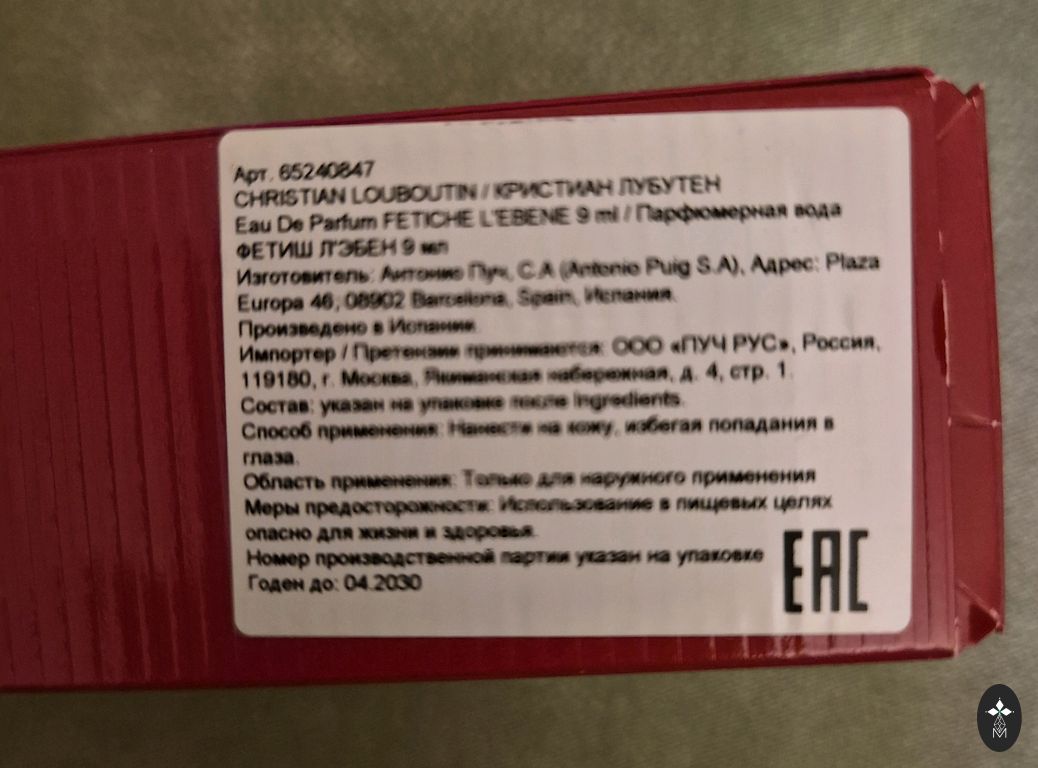 Арт. 65240847
CHRISTIAN LOUBOUTIN / КРИСТИАН ЛУБУТЕН
Eau De Parfum FETICHE L'EBENE 9 ml / Парфюмерная вода
ФЕТИШ Л'ЭБЕН 9 мл
Изготовитель: Антонио Пуч, С.А (Antonio Puig S.A), Адрес: Plaza
Europa 46, 08902 Barcelona, Spain, Испания.
Произведено в Испании.
Импортер / Претензии принимаются: ООО «ПУЧ РУС», Россия,
119180, г. Москва, Якиманская набережная, д. 4, стр. 1.
Состав: указан на упаковке после Ingredients.
Способ применения: Нанести на кожу, избегая попадания в
глаза.
Область применения: Только для наружного применения
Меры предосторожности: Использование в пищевых целях
опасно для жизни и здоровья.
Номер производственной партии указан на упаковке
Годен до: 04.2030
EAC
M